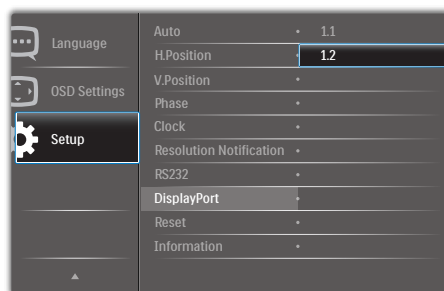 Language
OSD Settings
Setup
Auto
H.Position
V.Position
Phase
Clock
Resolution Notification
RS232
DisplayPort
Reset
Information
1.1
1.2